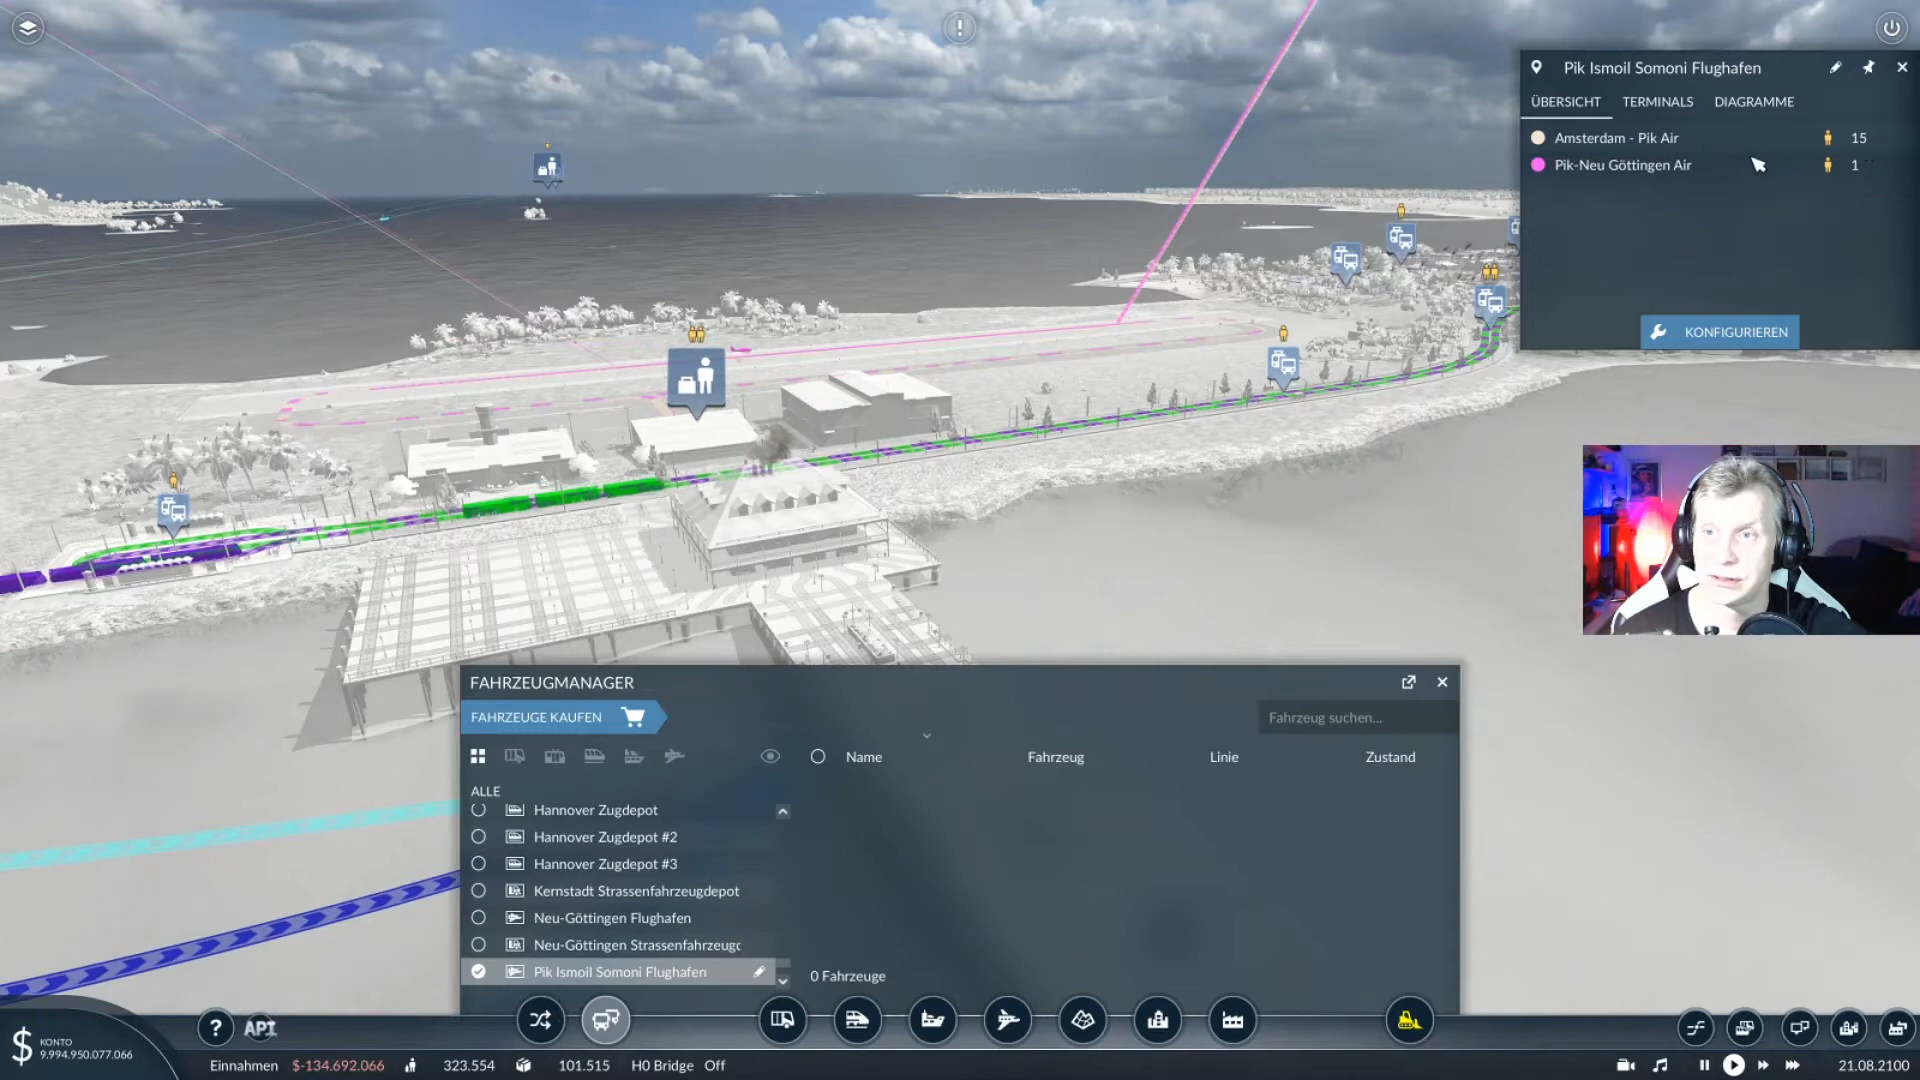 Pik Ismoil Somoni Flughafen
ÜBERSICHT TERMINALS DIAGRAMME
Amsterdam - Pik Air 15
Pik-Neu Göttingen Air 1
KONFIGURIEREN
FAHRZEUGMANAGER
FAHRZEUGE KAUFEN
Fahrzeug suchen...
Name Fahrzeug Linie Zustand
ALLE
Hannover Zugdepot
Hannover Zugdepot #2
Hannover Zugdepot #3
Kernstadt Strassenfahrzeugdepot
Neu-Göttingen Flughafen
Neu-Göttingen Strassenfahrzeugd
Pik Ismoil Somoni Flughafen
0 Fahrzeuge
? API
$ KONTO
9.994.950.077.066
Einnahmen $-134.692.066 323.554 101.515 H0 Bridge Off
21.08.2100